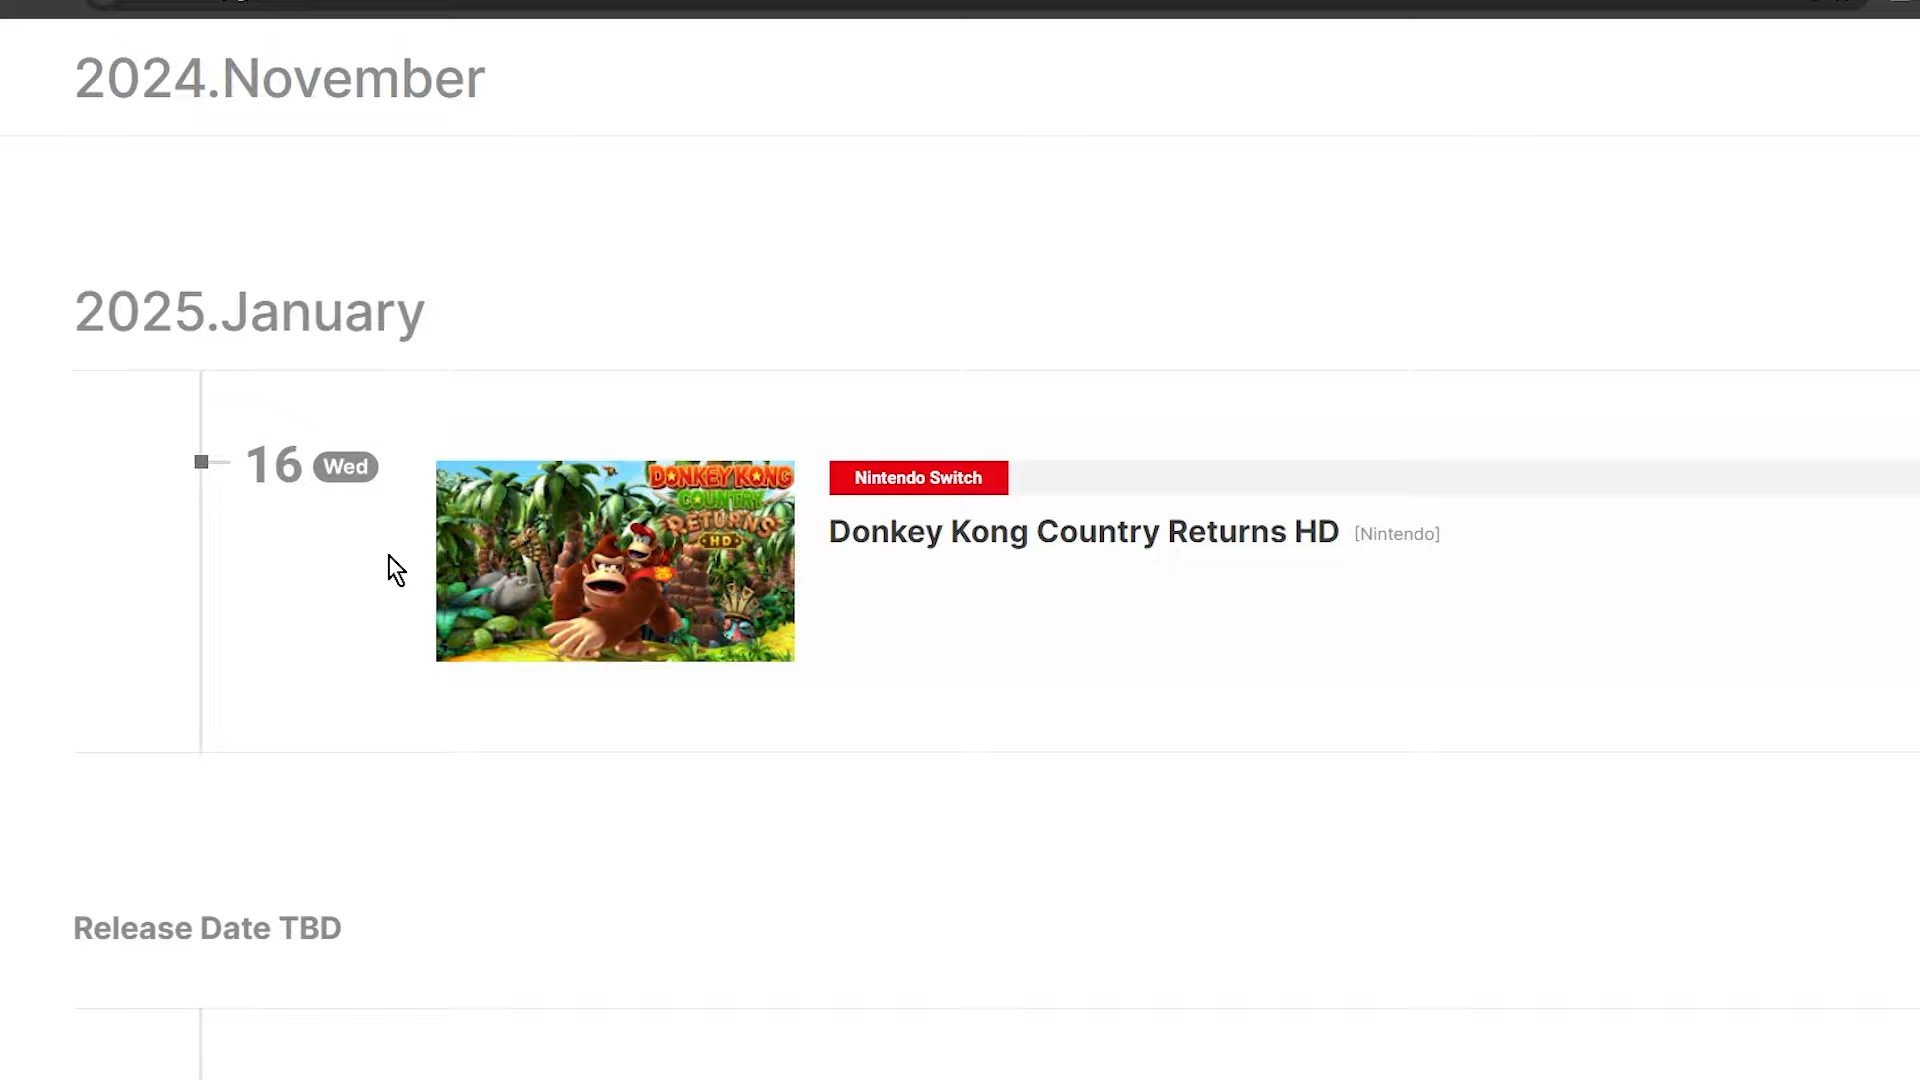 2024.November
2025.January
16 Wed
DONKEY KONG
COUNTRY
RETURNS
HD
Nintendo Switch
Donkey Kong Country Returns HD [Nintendo]
Release Date TBD